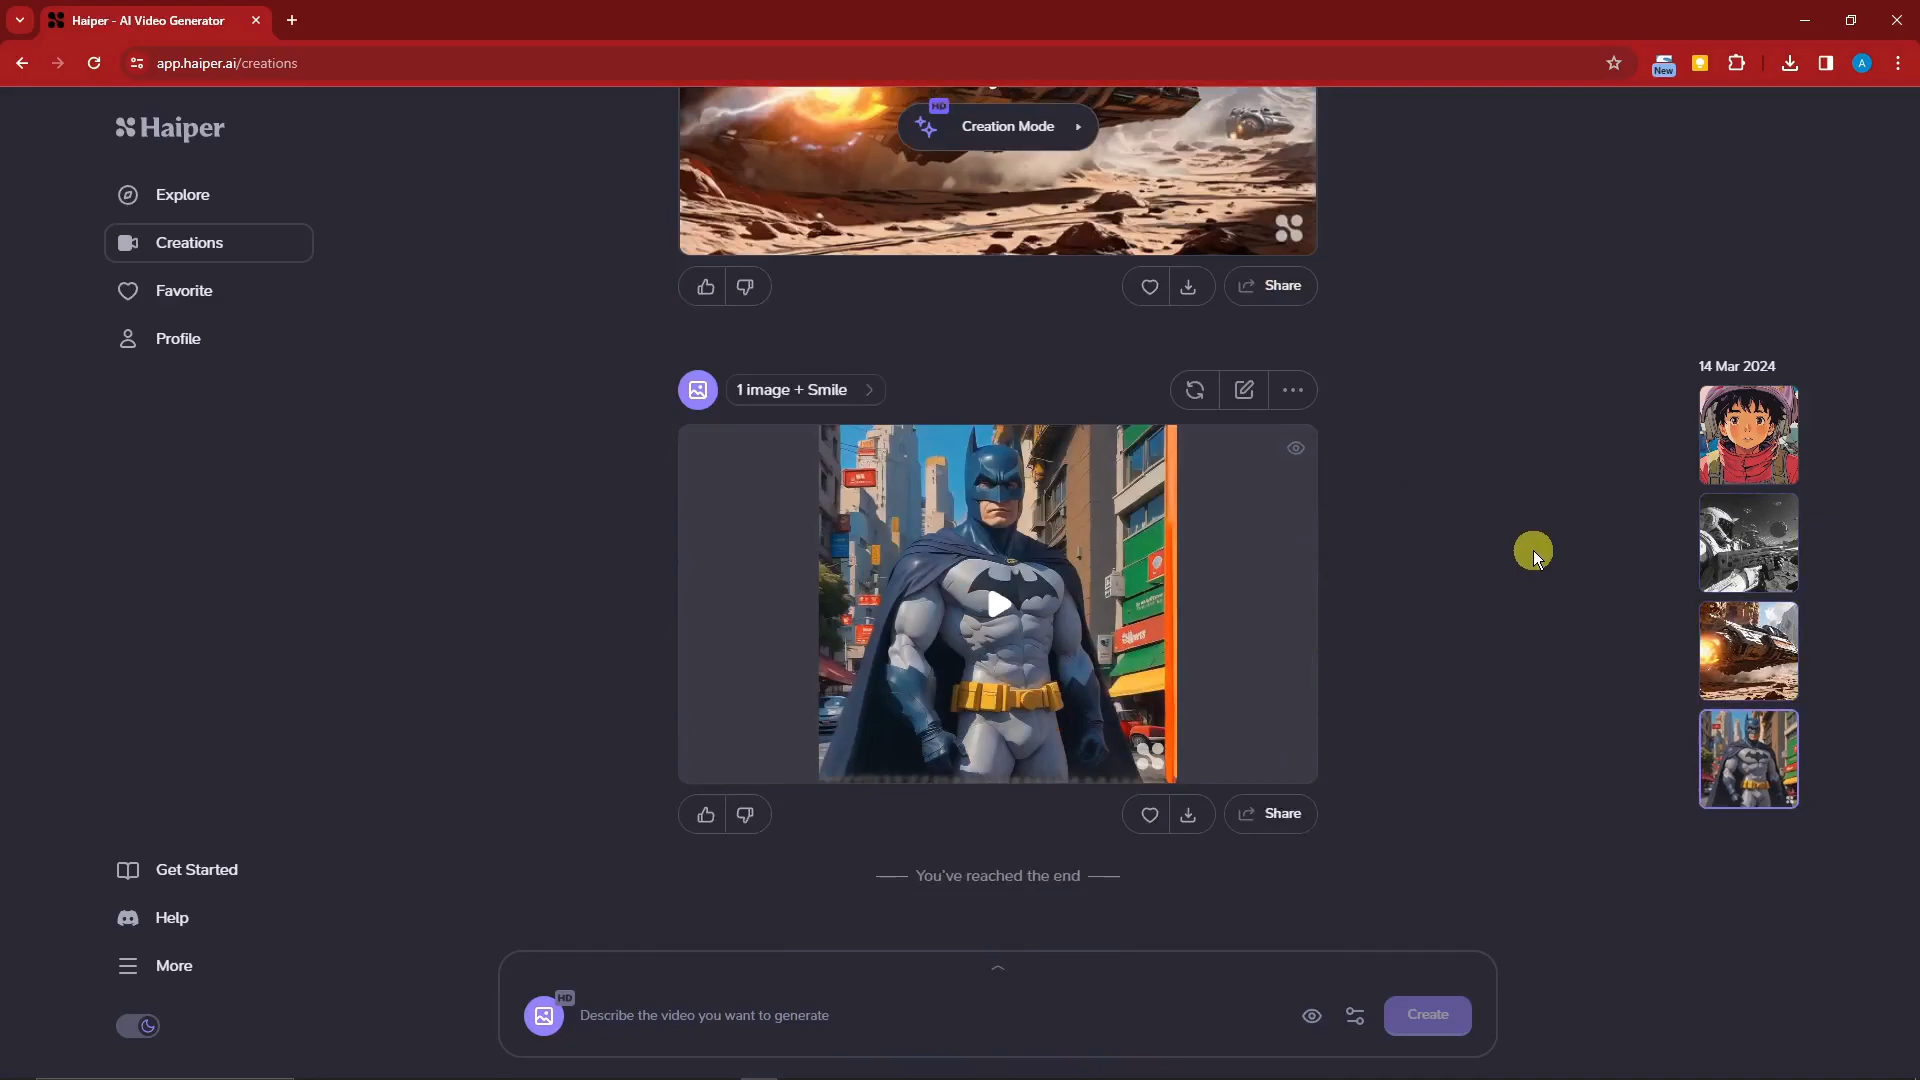 Haiper - AI Video Generator
app.haiper.ai/creations
New
A
Haiper
HD
Creation Mode
Explore
Creations
Favorite
Profile
Share
14 Mar 2024
1 image + Smile
Share
You've reached the end
Get Started
Help
More
HD
Describe the video you want to generate
Create